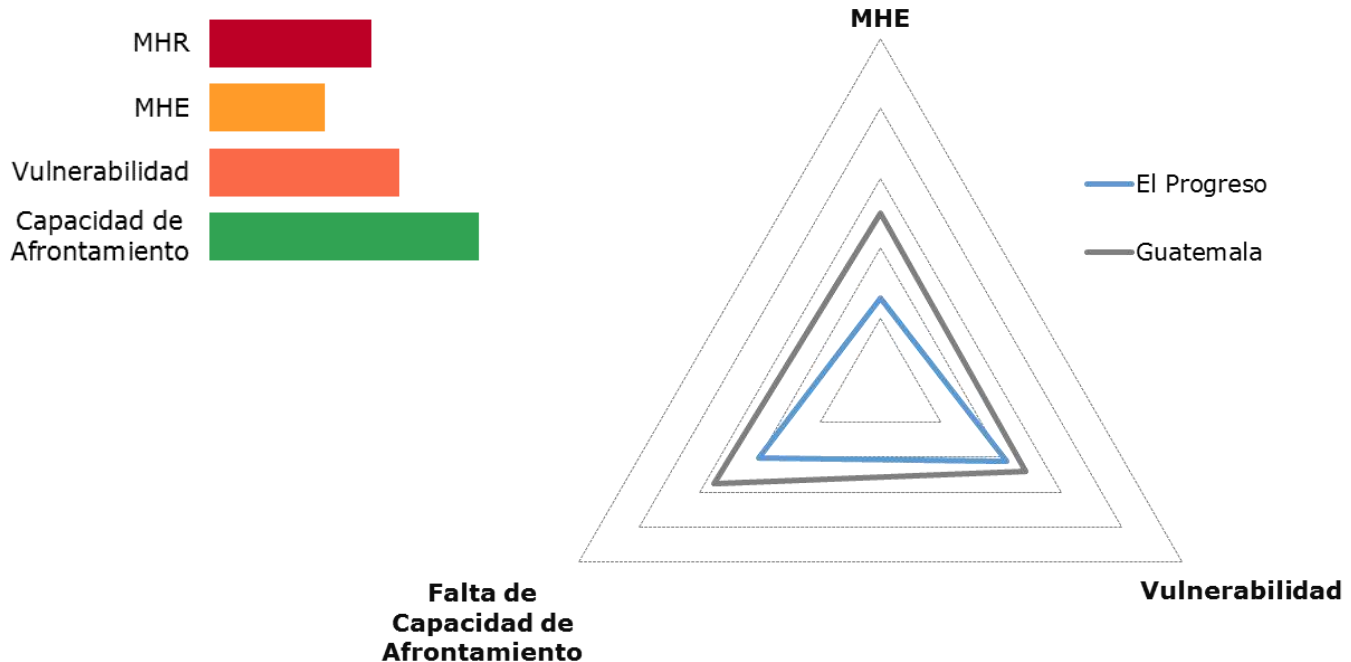 MHR
MHE
Vulnerabilidad
Capacidad de
Afrontamiento
MHE
El Progreso
Guatemala
Vulnerabilidad
Falta de
Capacidad de
Afrontamiento